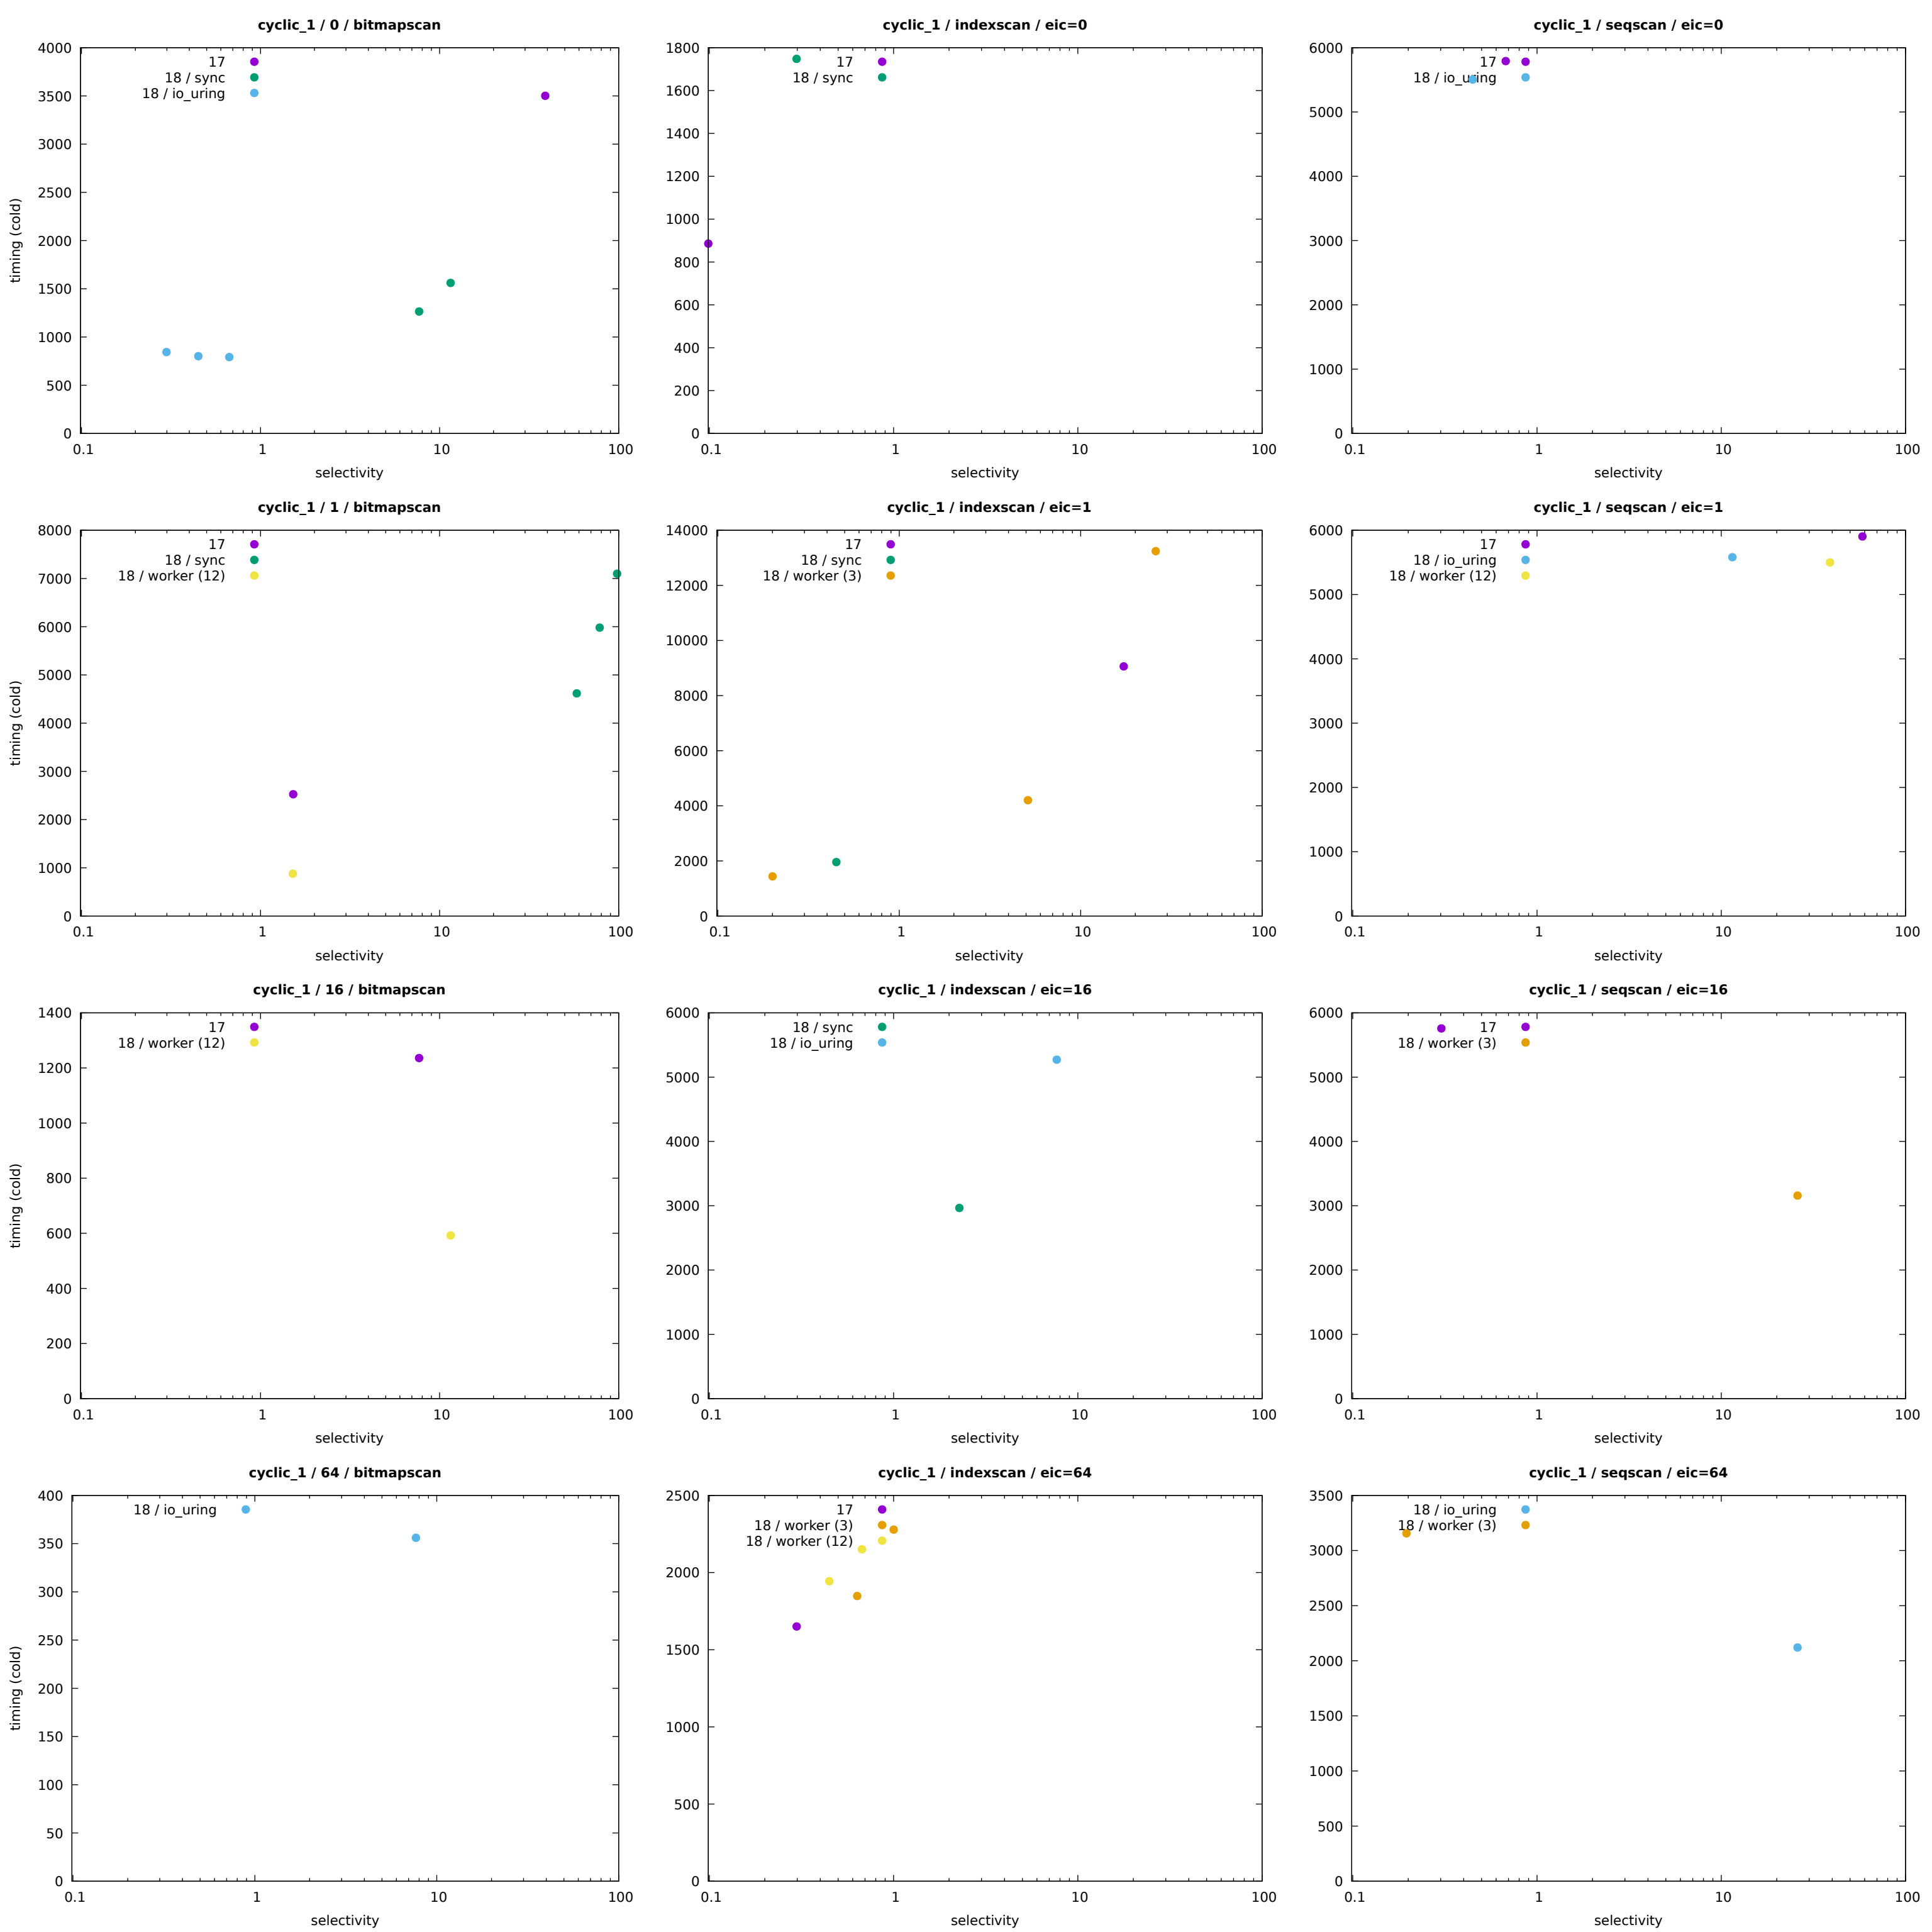 cyclic_1 / 0 / bitmapscan
timing (cold)
4000
3500
3000
2500
2000
1500
1000
500
0
17
18 / sync
18 / io_uring
0.1 1 10 100
selectivity
cyclic_1 / indexscan / eic=0
1800
1600
1400
1200
1000
800
600
400
200
0
17
18 / sync
0.1 1 10 100
selectivity
cyclic_1 / seqscan / eic=0
6000
5000
4000
3000
2000
1000
0
17
18 / io_uring
0.1 1 10 100
selectivity
cyclic_1 / 1 / bitmapscan
timing (cold)
8000
7000
6000
5000
4000
3000
2000
1000
0
17
18 / sync
18 / worker (12)
0.1 1 10 100
selectivity
cyclic_1 / indexscan / eic=1
14000
12000
10000
8000
6000
4000
2000
0
17
18 / sync
18 / worker (3)
0.1 1 10 100
selectivity
cyclic_1 / seqscan / eic=1
6000
5000
4000
3000
2000
1000
0
17
18 / io_uring
18 / worker (12)
0.1 1 10 100
selectivity
cyclic_1 / 16 / bitmapscan
timing (cold)
1400
1200
1000
800
600
400
200
0
17
18 / worker (12)
0.1 1 10 100
selectivity
cyclic_1 / indexscan / eic=16
6000
5000
4000
3000
2000
1000
0
18 / sync
18 / io_uring
0.1 1 10 100
selectivity
cyclic_1 / seqscan / eic=16
6000
5000
4000
3000
2000
1000
0
17
18 / worker (3)
0.1 1 10 100
selectivity
cyclic_1 / 64 / bitmapscan
timing (cold)
400
350
300
250
200
150
100
50
0
18 / io_uring
0.1 1 10 100
selectivity
cyclic_1 / indexscan / eic=64
2500
2000
1500
1000
500
0
17
18 / worker (3)
18 / worker (12)
0.1 1 10 100
selectivity
cyclic_1 / seqscan / eic=64
3500
3000
2500
2000
1500
1000
500
0
18 / io_uring
18 / worker (3)
0.1 1 10 100
selectivity